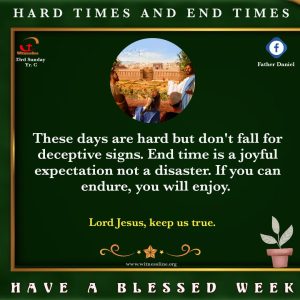 HARD TIMES AND END TIMES
Witnessline
33rd Sunday
Yr. C
Father Daniel
These days are hard but don't fall for
deceptive signs. End time is a joyful
expectation not a disaster. If you can
endure, you will enjoy.
Lord Jesus, keep us true.
www.witnessline.org
HAVE A BLESSED WEEK